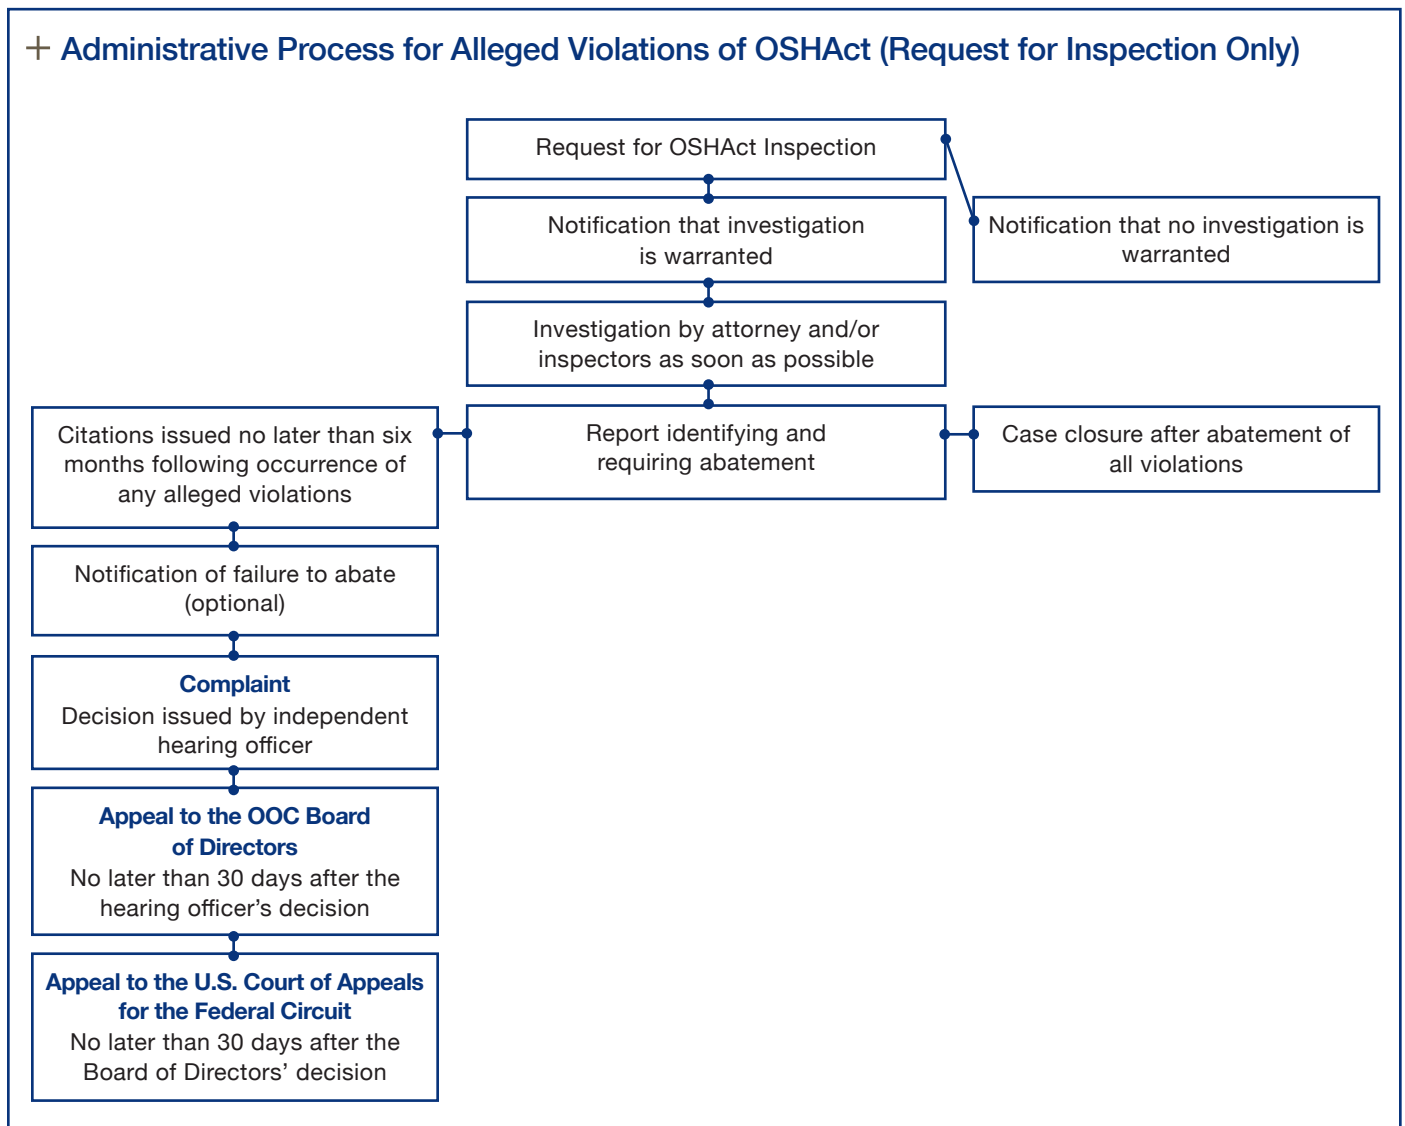 + Administrative Process for Alleged Violations of OSHAct (Request for Inspection Only)
Request for OSHAct Inspection
Notification that investigation
is warranted
Notification that no investigation is
warranted
Investigation by attorney and/or
inspectors as soon as possible
Report identifying and
requiring abatement
Case closure after abatement of
all violations
Citations issued no later than six
months following occurrence of
any alleged violations
Notification of failure to abate
(optional)
Complaint
Decision issued by independent
hearing officer
Appeal to the OOC Board
of Directors
No later than 30 days after the
hearing officer’s decision
Appeal to the U.S. Court of Appeals
for the Federal Circuit
No later than 30 days after the
Board of Directors’ decision